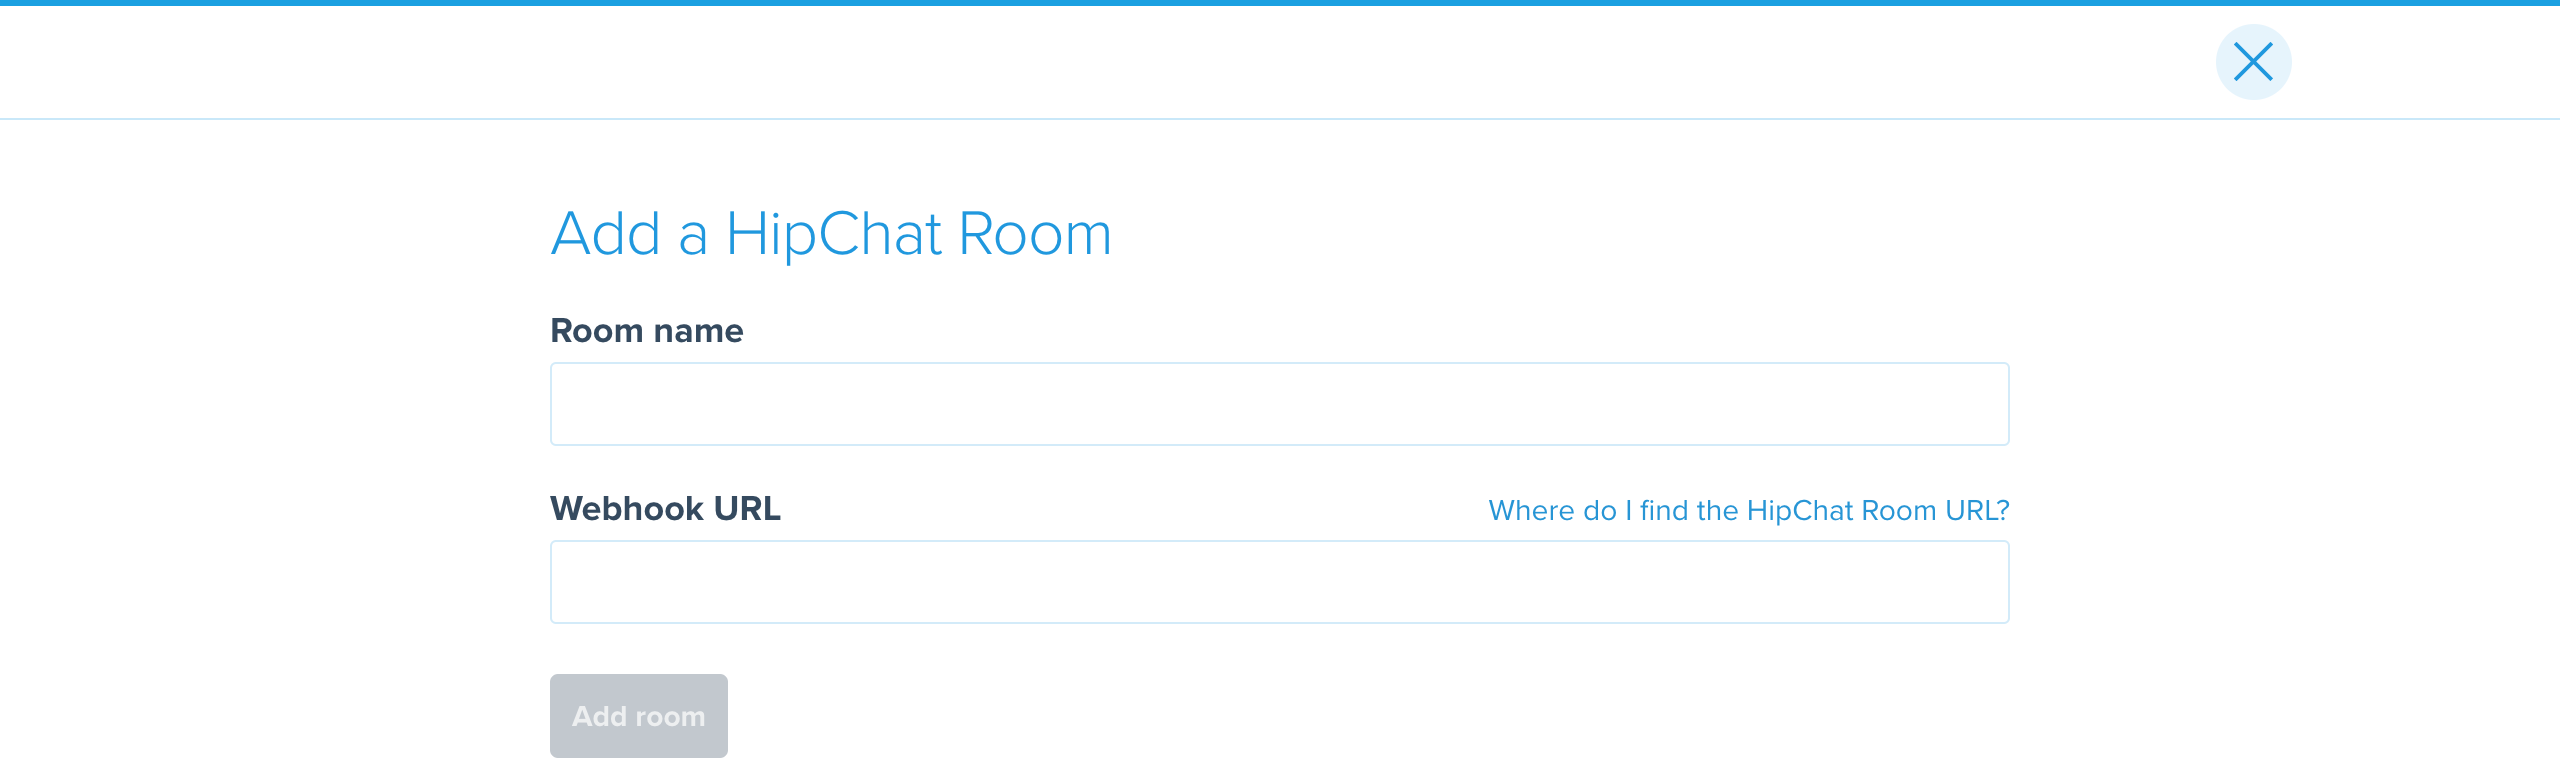 Add a HipChat Room
Room name
Webhook URL
Where do I find the HipChat Room URL?
Add room